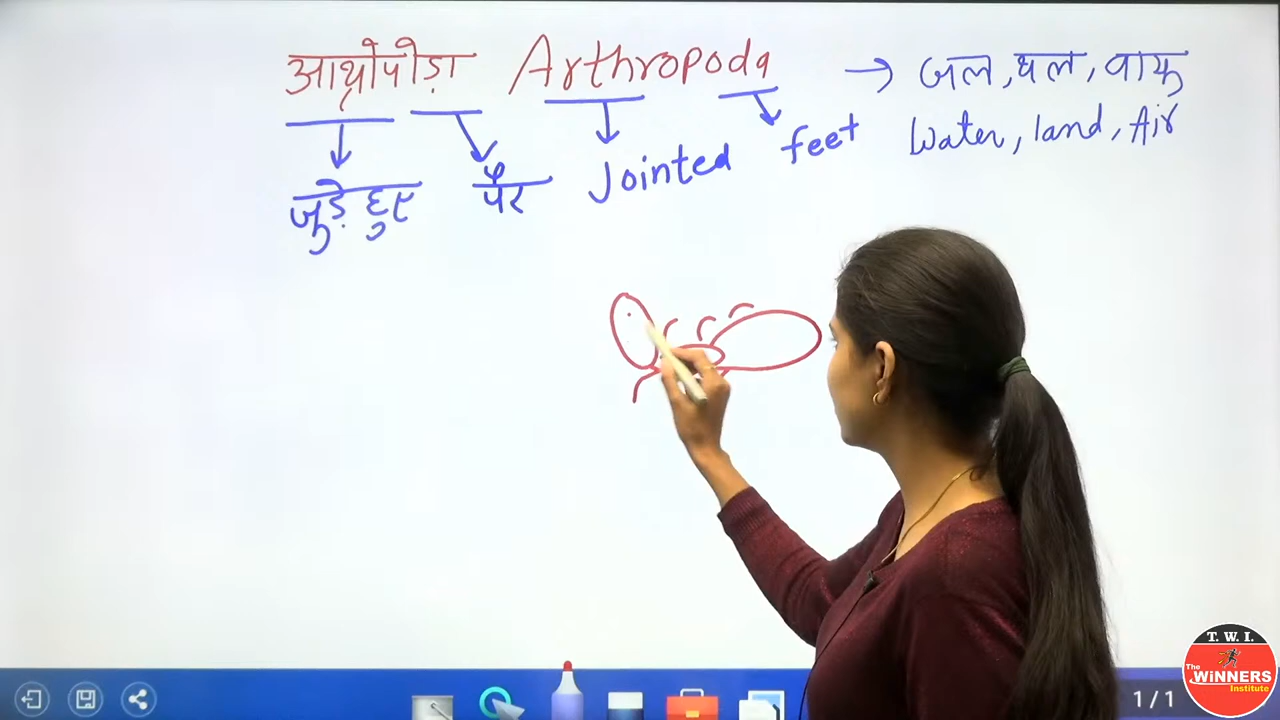 आर्थ्रोपोडा Arthropoda → जल, थल, वायु
Water, land, Air
जुड़े हुए पैर Jointed feet
1/1
T. W. I.
The WiNNERS Institute